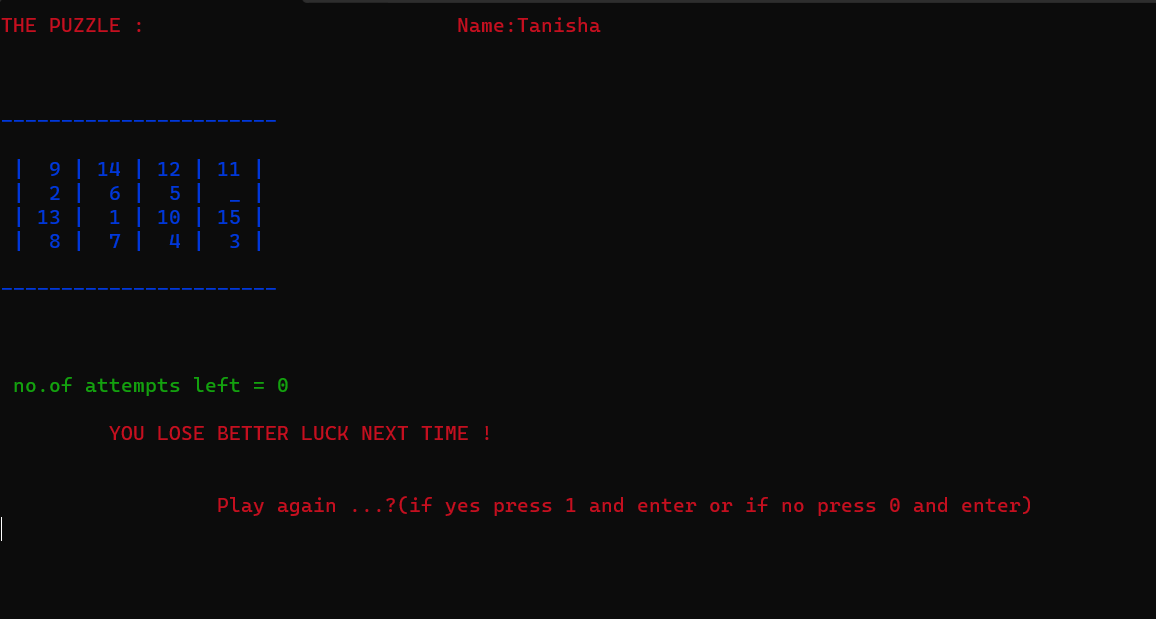 THE PUZZLE : Name:Tanisha
-----------------------
| 9 | 14 | 12 | 11 |
| 2 | 6 | 5 | _ |
| 13 | 1 | 10 | 15 |
| 8 | 7 | 4 | 3 |
-----------------------
no.of attempts left = 0
YOU LOSE BETTER LUCK NEXT TIME !
Play again ...?(if yes press 1 and enter or if no press 0 and enter)